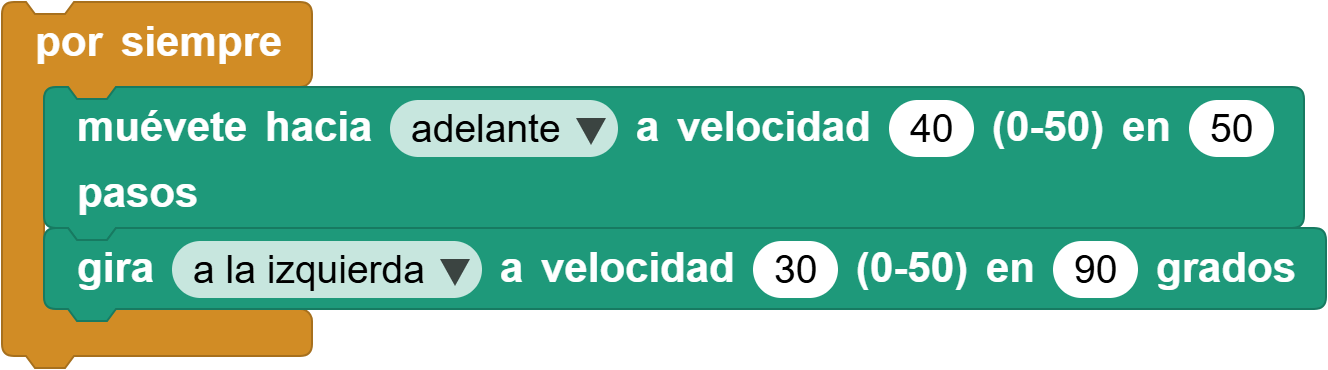 por siempre
muévete hacia adelante a velocidad 40 (0-50) en 50
pasos
gira a la izquierda a velocidad 30 (0-50) en 90 grados